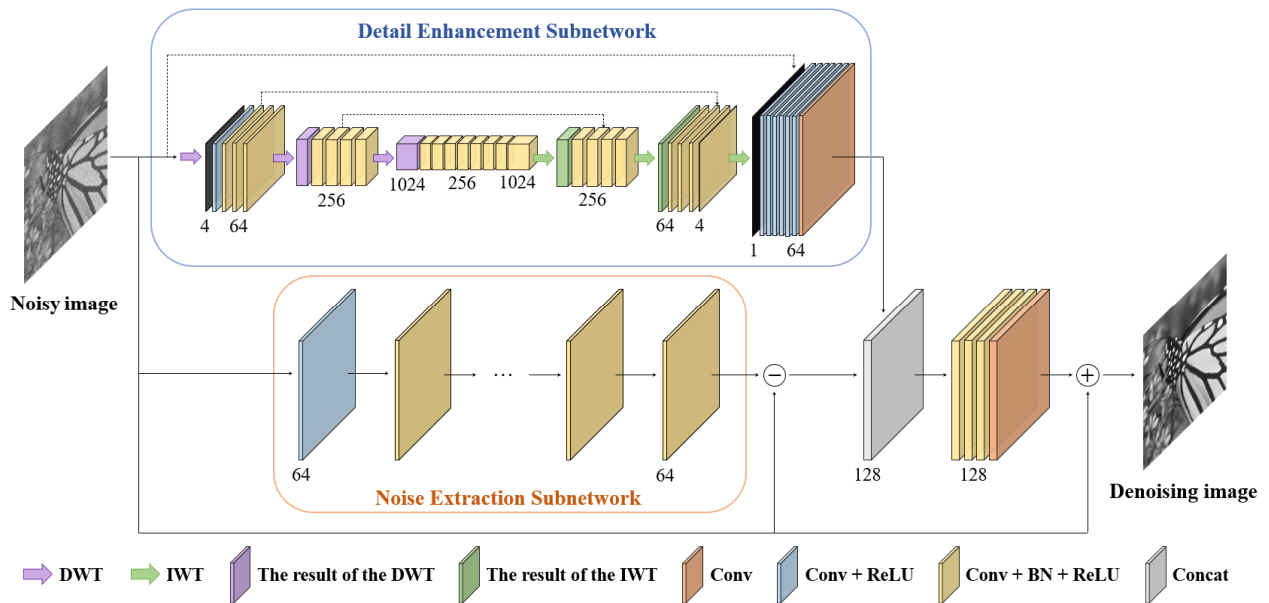 Detail Enhancement Subnetwork
4
64
256
1024
256
1024
256
64
4
1
64
Noisy image
64
...
64
Noise Extraction Subnetwork
−
128
128
+
Denoising image
DWT
IWT
The result of the DWT
The result of the IWT
Conv
Conv + ReLU
Conv + BN + ReLU
Concat